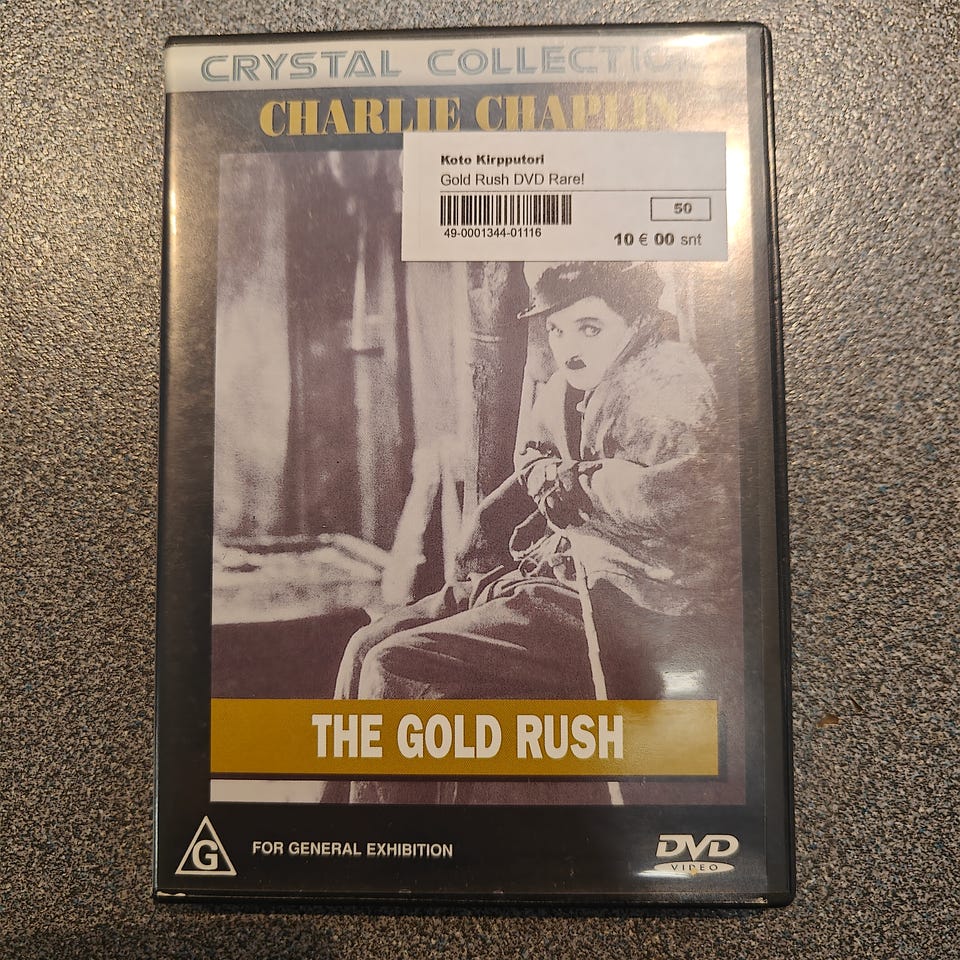 CRYSTAL COLLECTION
CHARLIE CHAPLIN
Koto Kirpputori
Gold Rush DVD Rare!
50
49-0001344-01116
10 € 00 snt
THE GOLD RUSH
G
FOR GENERAL EXHIBITION
DVD
VIDEO